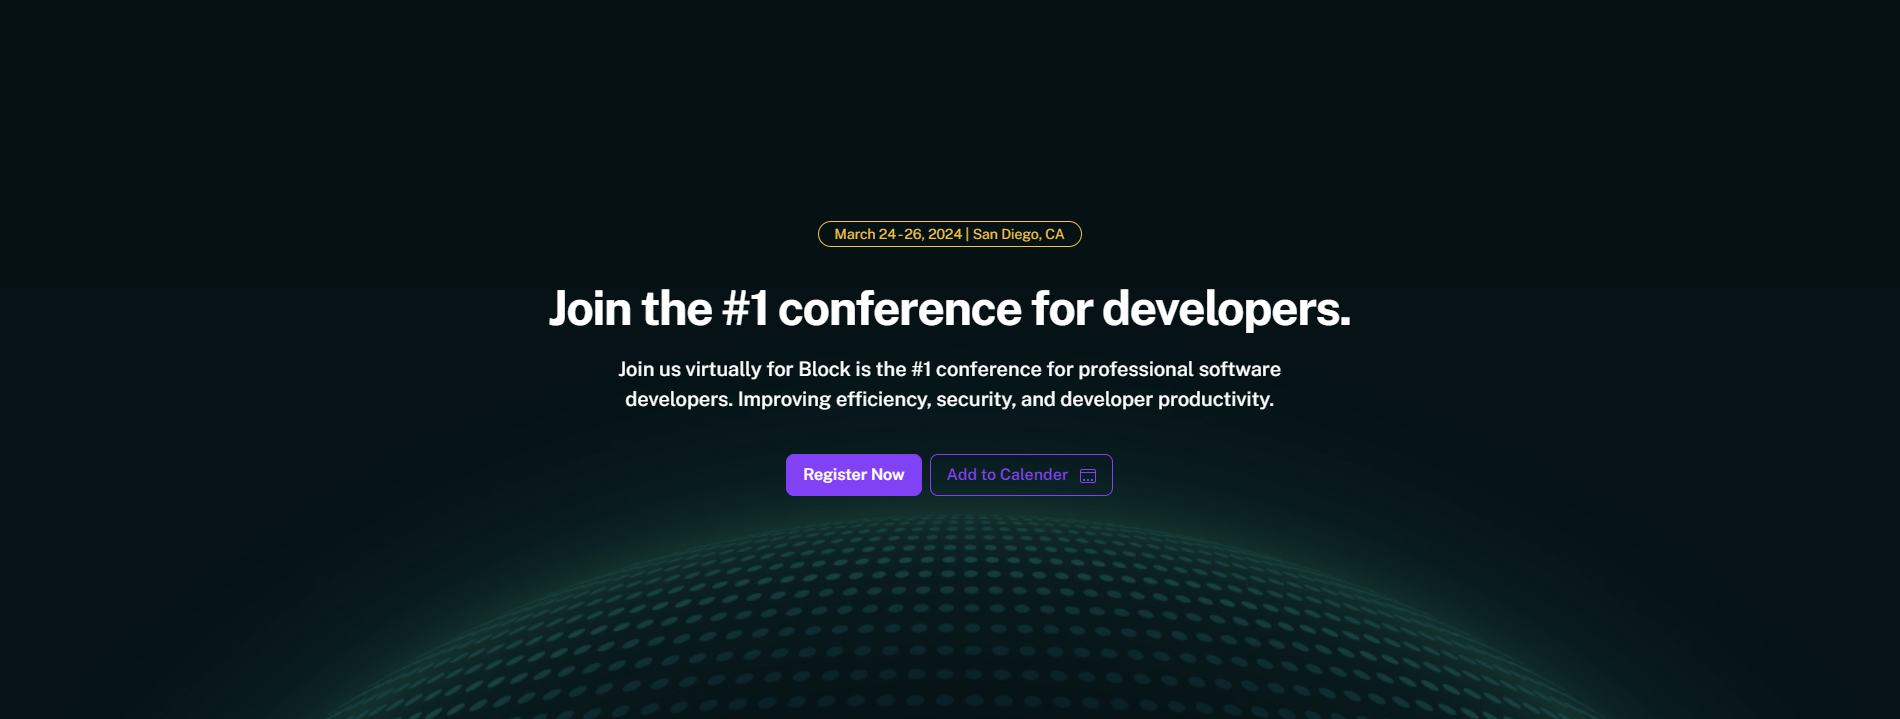 March 24-26, 2024 | San Diego, CA
Join the #1 conference for developers.
Join us virtually for Block is the #1 conference for professional software
developers. Improving efficiency, security, and developer productivity.
Register Now
Add to Calender